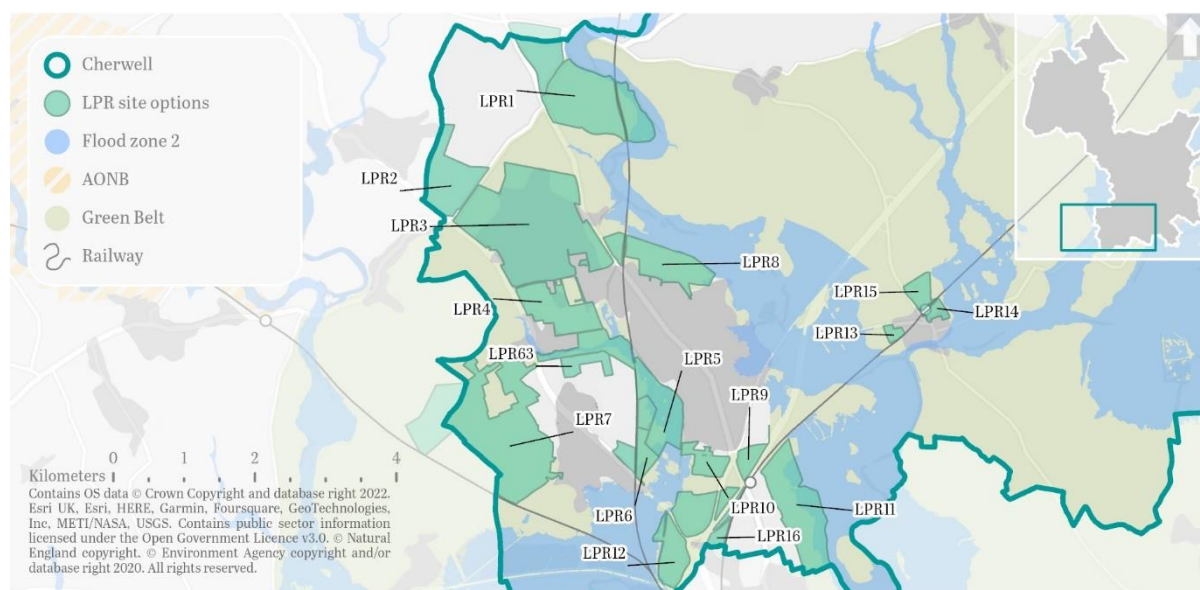 Cherwell
LPR site options
Flood zone 2
AONB
Green Belt
Railway
LPR1
LPR2
LPR3
LPR8
LPR15
LPR4
LPR14
LPR13
LPR63
LPR5
LPR9
LPR7
LPR10
LPR11
LPR6
LPR16
LPR12
Kilometers
0 1 2 4
Contains OS data © Crown Copyright and database right 2022.
Esri UK, Esri, HERE, Garmin, Foursquare, GeoTechnologies,
Inc, METI/NASA, USGS. Contains public sector information
licensed under the Open Government Licence v3.0. © Natural
England copyright. © Environment Agency copyright and/or
database right 2020. All rights reserved.